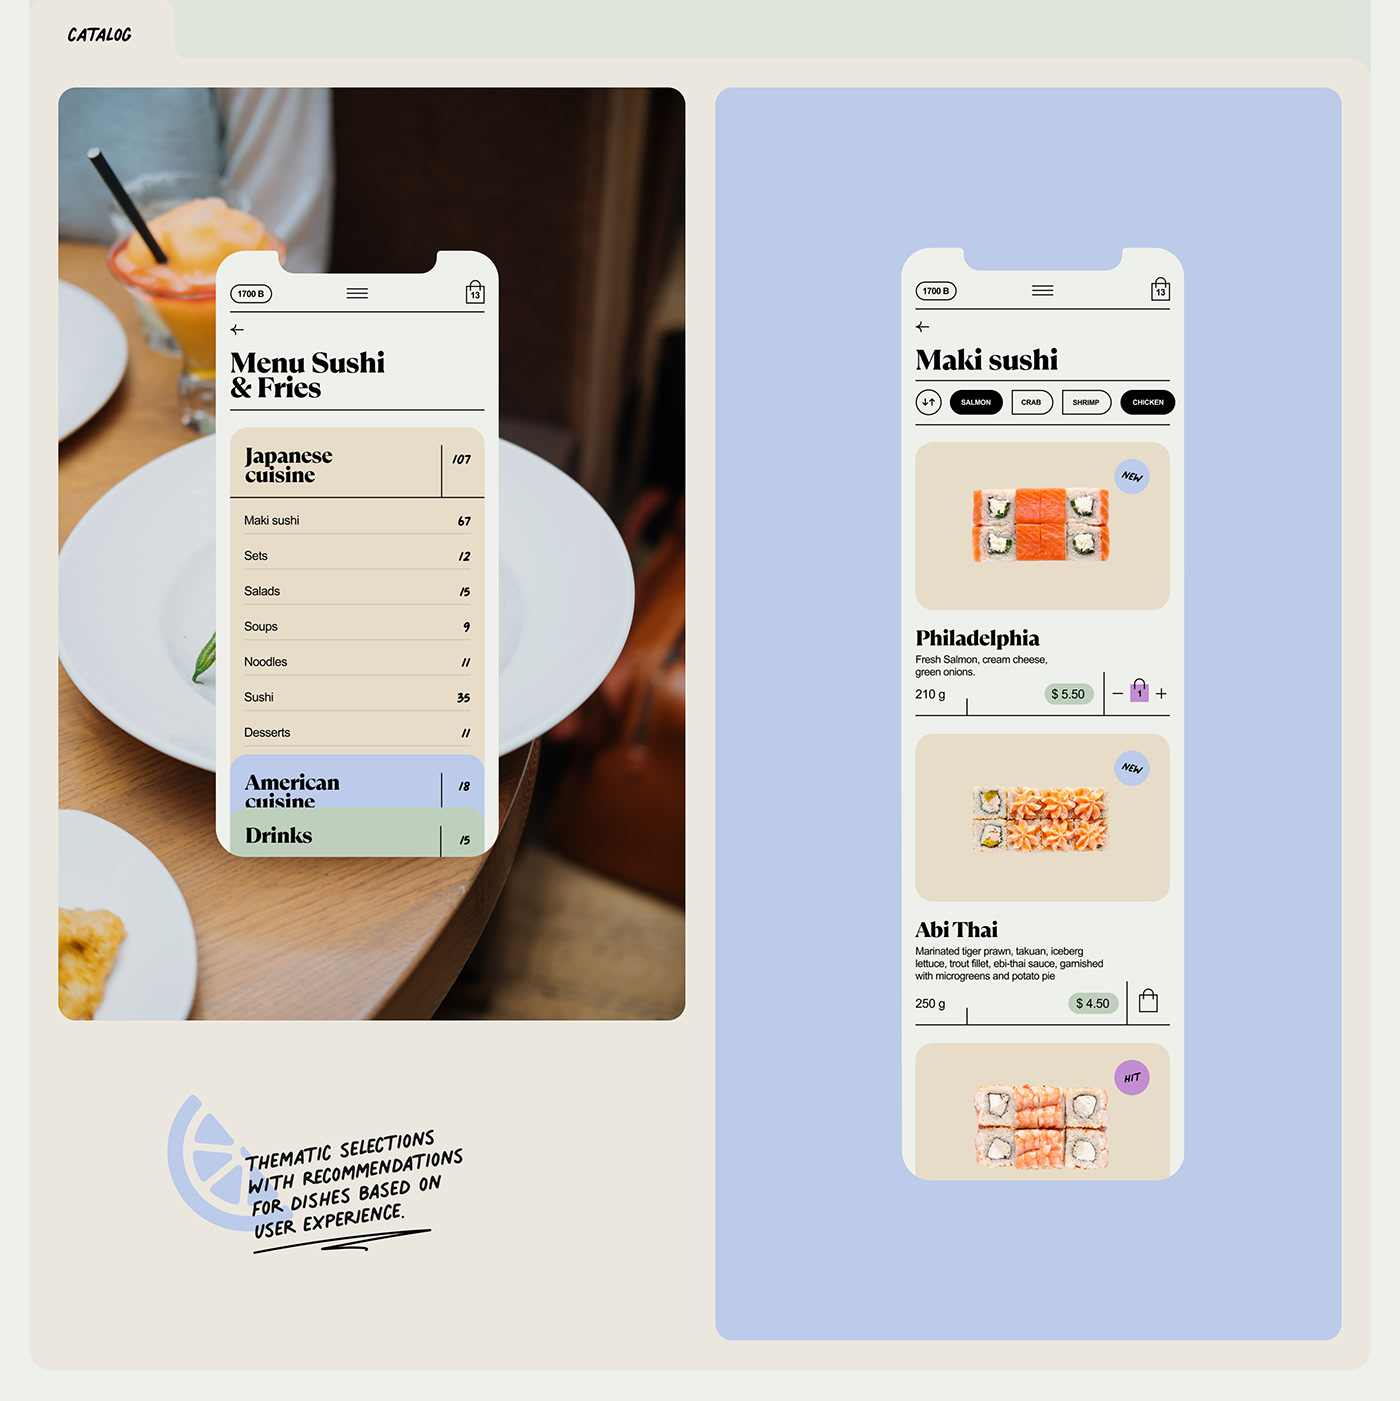 CATALOG
1700 B
13
Menu Sushi
& Fries
Japanese
cuisine
107
Maki sushi 67
Sets 12
Salads 15
Soups 9
Noodles 11
Sushi 35
Desserts 11
American
cuisine
18
Drinks 15
THEMATIC SELECTIONS
WITH RECOMMENDATIONS
FOR DISHES BASED ON
USER EXPERIENCE.
1700 B
13
Maki sushi
SALMON CRAB SHRIMP CHICKEN
NEW
Philadelphia
Fresh Salmon, cream cheese,
green onions.
210 g $ 5.50 1
NEW
Abi Thai
Marinated tiger prawn, takuan, iceberg
lettuce, trout fillet, ebi-thai sauce, garnished
with microgreens and potato pie
250 g $ 4.50
HIT